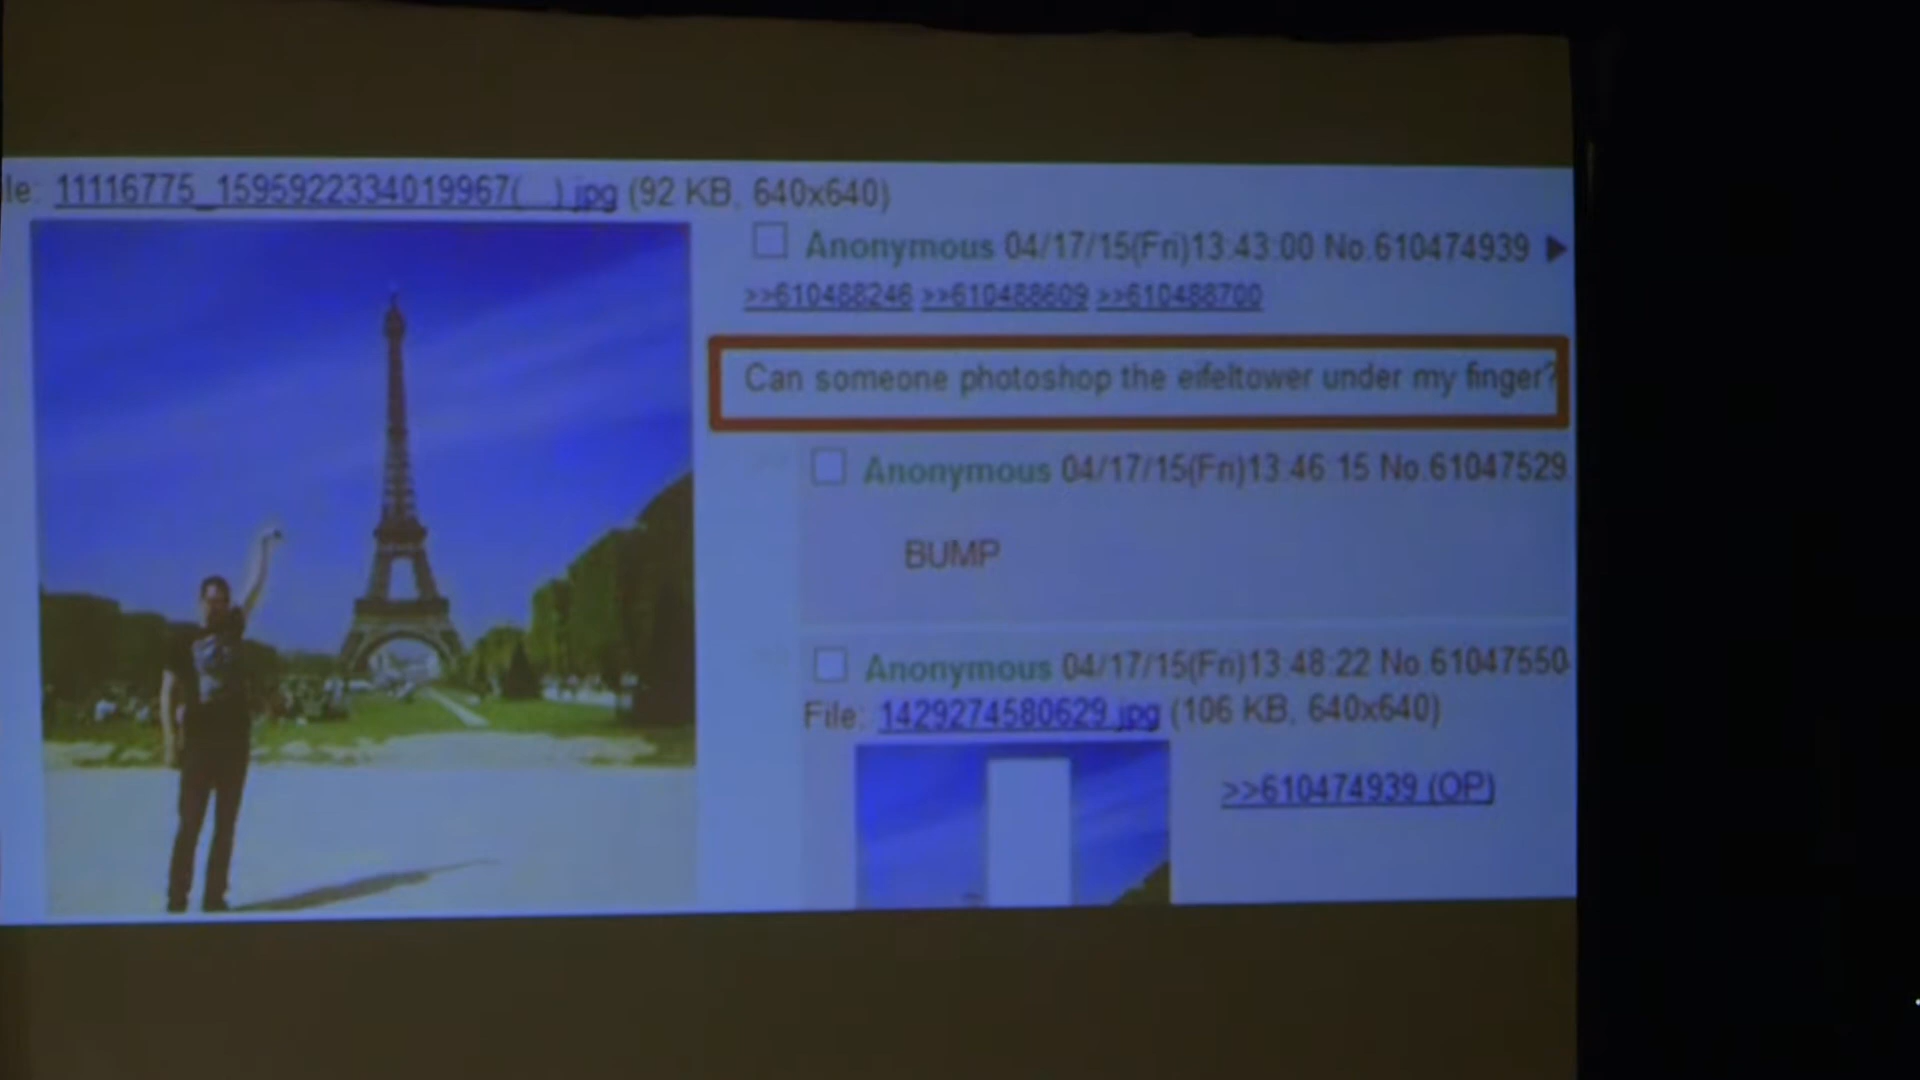 le: 11116775_1595922334019967( ).jpg (92 KB, 640x640)
Anonymous 04/17/15(Fri)13:43:00 No.610474939 ▶
>>610488246 >>610488609 >>610488700
Can someone photoshop the eifeltower under my finger?
Anonymous 04/17/15(Fri)13:46:15 No.61047529
BUMP
Anonymous 04/17/15(Fri)13:48:22 No.61047550
File: 1429274580629.jpg (106 KB, 640x640)
>>610474939 (OP)